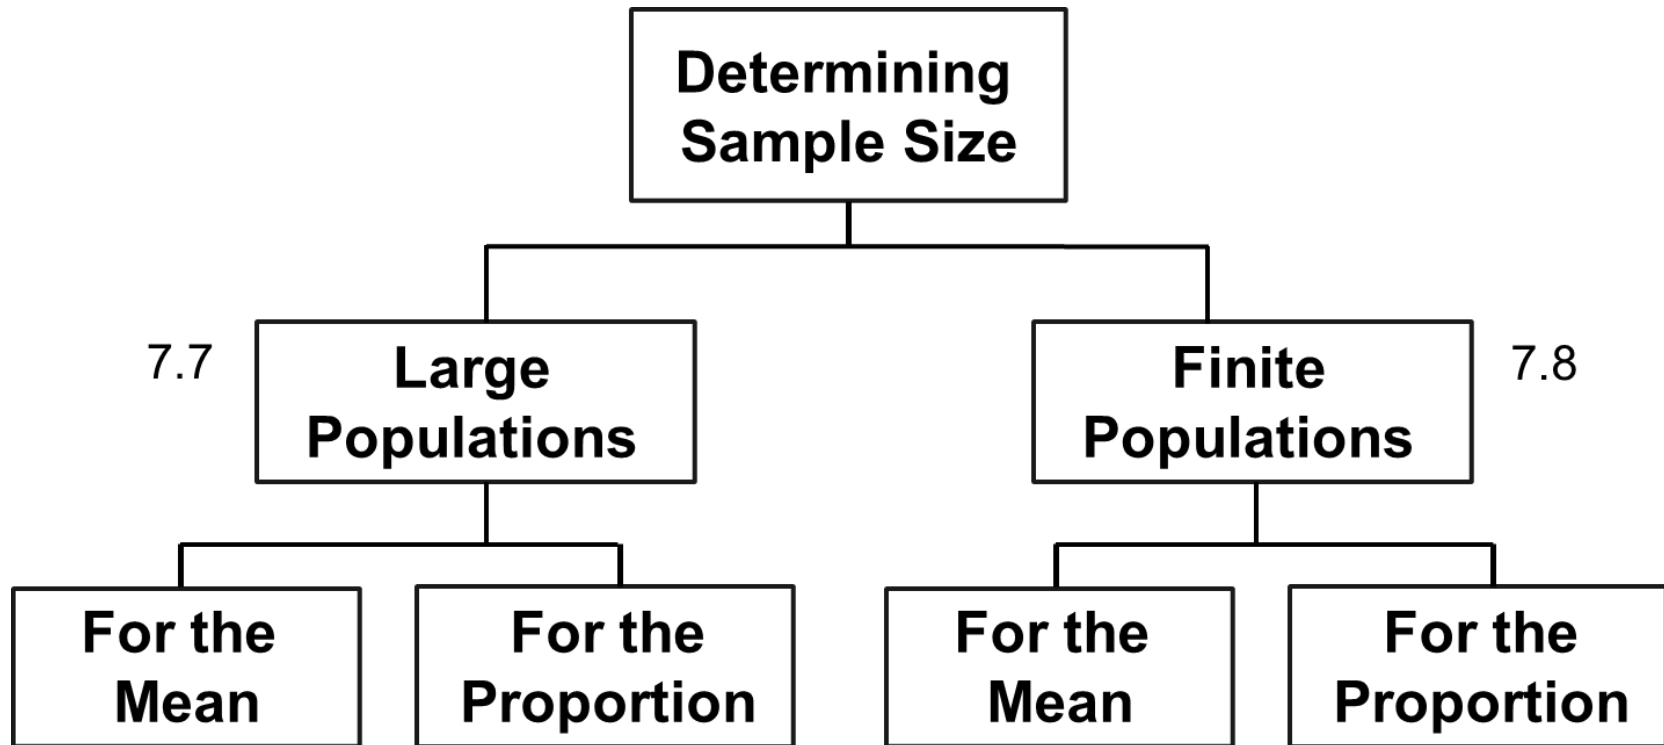 Determining
Sample Size
7.7
Large
Populations
Finite
Populations
7.8
For the
Mean
For the
Proportion
For the
Mean
For the
Proportion